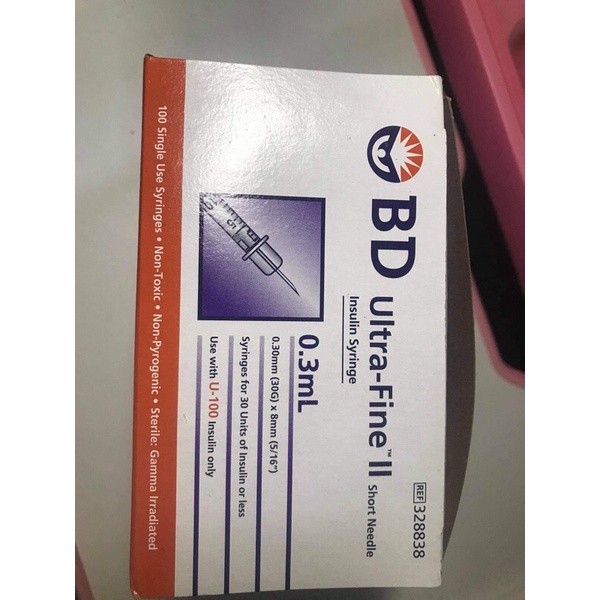 BD Ultra-Fine™ II Short Needle
Insulin Syringe
REF 328838
0.3mL
0.30mm (30G) x 8mm (5/16")
Syringes for 30 Units of Insulin or less
Use with U-100 Insulin only
100 Single Use Syringes • Non-Toxic • Non-Pyrogenic • Sterile: Gamma Irradiated